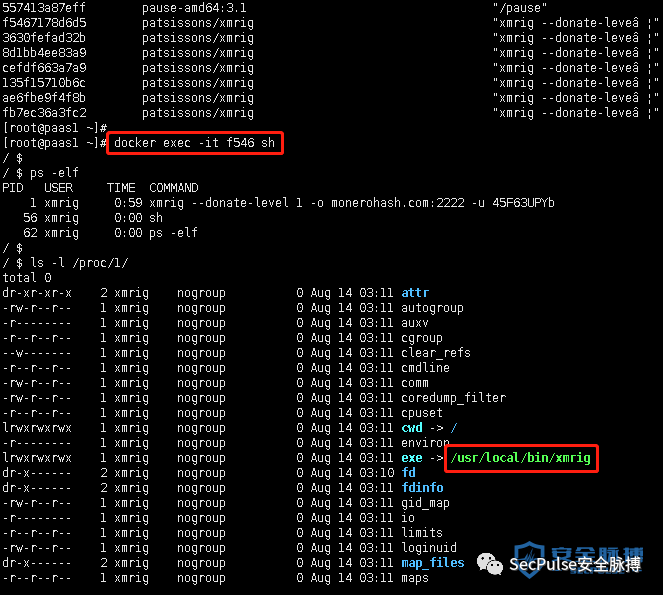 557413a87eff pause-amd64:3.1 "/pause"
f5467178d6d5 patsissons/xmrig "xmrig --donate-leveâ ¦"
3630fefad32b patsissons/xmrig "xmrig --donate-leveâ ¦"
8d1bb4ee83a9 patsissons/xmrig "xmrig --donate-leveâ ¦"
cefdf663a7a9 patsissons/xmrig "xmrig --donate-leveâ ¦"
135f15710b6c patsissons/xmrig "xmrig --donate-leveâ ¦"
ae6fbe9f4f8b patsissons/xmrig "xmrig --donate-leveâ ¦"
fb7ec36a3fc2 patsissons/xmrig "xmrig --donate-leveâ ¦"
[root@paas1 ~]#
[root@paas1 ~]# docker exec -it f546 sh
/ $
/ $ ps -elf
PID USER TIME COMMAND
1 xmrig 0:59 xmrig --donate-level 1 -o monerohash.com:2222 -u 45F63UPYb
56 xmrig 0:00 sh
62 xmrig 0:00 ps -elf
/ $
/ $ ls -l /proc/1/
total 0
dr-xr-xr-x 2 xmrig nogroup 0 Aug 14 03:11 attr
-rw-r--r-- 1 xmrig nogroup 0 Aug 14 03:11 autogroup
-r-------- 1 xmrig nogroup 0 Aug 14 03:11 auxv
-r--r--r-- 1 xmrig nogroup 0 Aug 14 03:11 cgroup
--w------- 1 xmrig nogroup 0 Aug 14 03:11 clear_refs
-r--r--r-- 1 xmrig nogroup 0 Aug 14 03:11 cmdline
-rw-r--r-- 1 xmrig nogroup 0 Aug 14 03:11 comm
-rw-r--r-- 1 xmrig nogroup 0 Aug 14 03:11 coredump_filter
-r--r--r-- 1 xmrig nogroup 0 Aug 14 03:11 cpuset
lrwxrwxrwx 1 xmrig nogroup 0 Aug 14 03:11 cwd -> /
-r-------- 1 xmrig nogroup 0 Aug 14 03:11 environ
lrwxrwxrwx 1 xmrig nogroup 0 Aug 14 03:11 exe -> /usr/local/bin/xmrig
dr-x------ 2 xmrig nogroup 0 Aug 14 03:10 fd
dr-x------ 2 xmrig nogroup 0 Aug 14 03:11 fdinfo
-rw-r--r-- 1 xmrig nogroup 0 Aug 14 03:11 gid_map
-r-------- 1 xmrig nogroup 0 Aug 14 03:11 io
-r--r--r-- 1 xmrig nogroup 0 Aug 14 03:11 limits
-rw-r--r-- 1 xmrig nogroup 0 Aug 14 03:11 loginuid
dr-x------ 2 xmrig nogroup 0 Aug 14 03:11 map_files
-r--r--r-- 1 xmrig nogroup 0 Aug 14 03:11 maps
安全脉搏
SecPulse安全脉搏